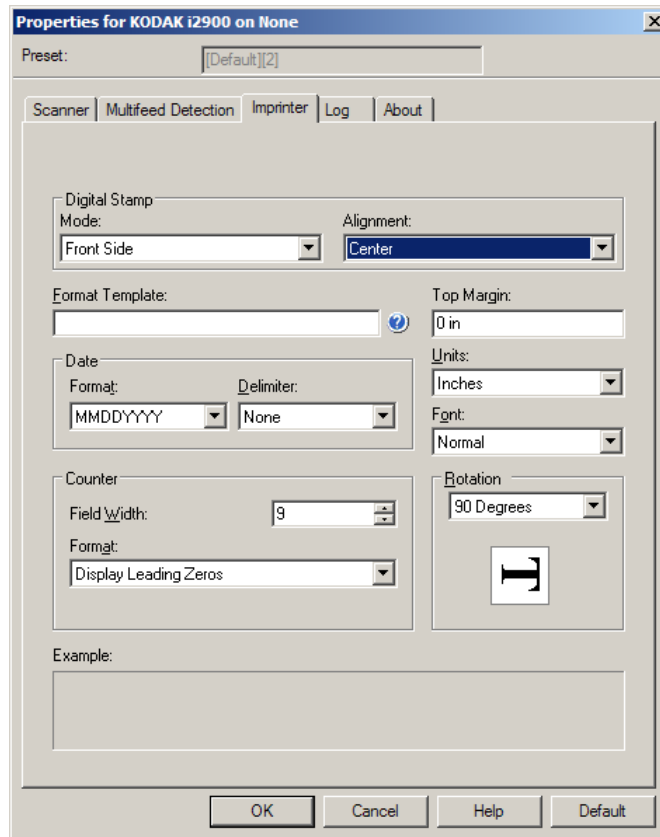 Properties for KODAK i2900 on None
Preset: [Default][2]
Scanner Multifeed Detection Imprinter Log About
Digital Stamp
Mode: Alignment:
Front Side Center
Format Template: Top Margin:
0 in
Date Units:
Format: Delimiter: Inches
MMDDYYYY None Font:
Normal
Counter Rotation
Field Width: 9 90 Degrees
Format:
Display Leading Zeros
T
Example:
OK Cancel Help Default